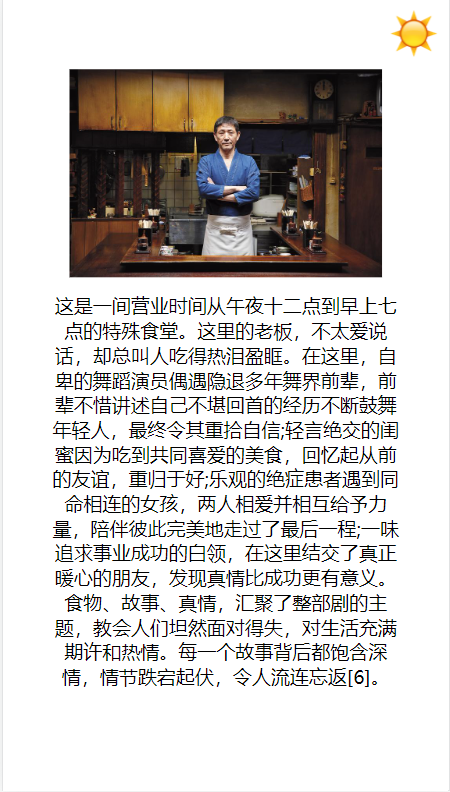 这是一间营业时间从午夜十二点到早上七
点的特殊食堂。这里的老板，不太爱说
话，却总叫人吃得热泪盈眶。在这里，自
卑的舞蹈演员偶遇隐退多年舞界前辈，前
辈不惜讲述自己不堪回首的经历不断鼓舞
年轻人，最终令其重拾自信;轻言绝交的闺
蜜因为吃到共同喜爱的美食，回忆起从前
的友谊，重归于好;乐观的绝症患者遇到同
命相连的女孩，两人相爱并相互给予力
量，陪伴彼此完美地走过了最后一程;一味
追求事业成功的白领，在这里结交了真正
暖心的朋友，发现真情比成功更有意义。
食物、故事、真情，汇聚了整部剧的主
题，教会人们坦然面对得失，对生活充满
期许和热情。每一个故事背后都饱含深
情，情节跌宕起伏，令人流连忘返[6]。